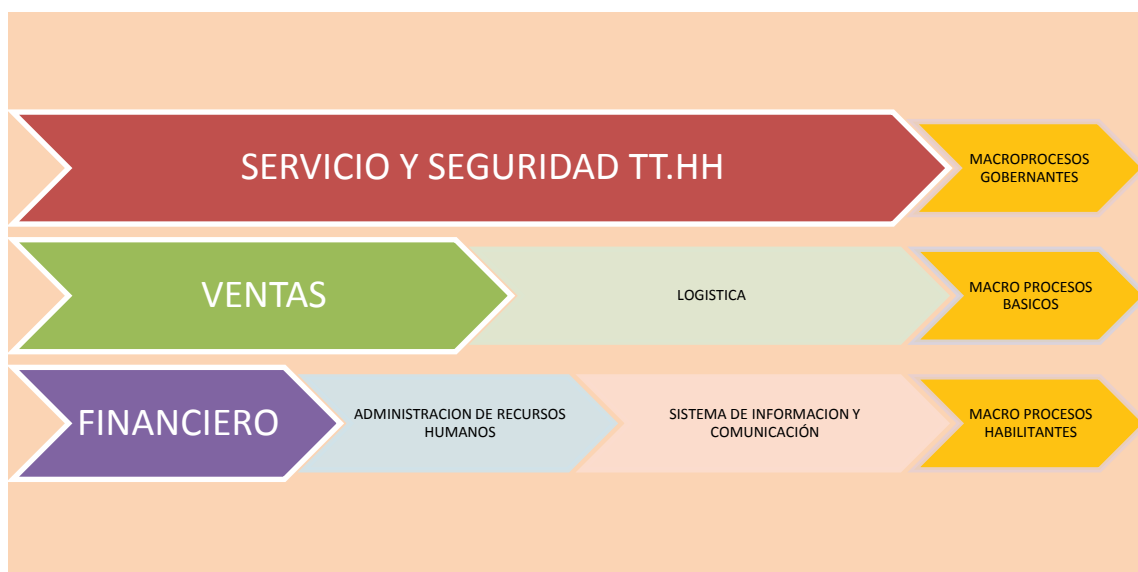 SERVICIO Y SEGURIDAD TT.HH
MACROPROCESOS
GOBERNANTES
VENTAS
LOGISTICA
MACRO PROCESOS
BASICOS
FINANCIERO
ADMINISTRACION DE RECURSOS
HUMANOS
SISTEMA DE INFORMACION Y
COMUNICACIÓN
MACRO PROCESOS
HABILITANTES